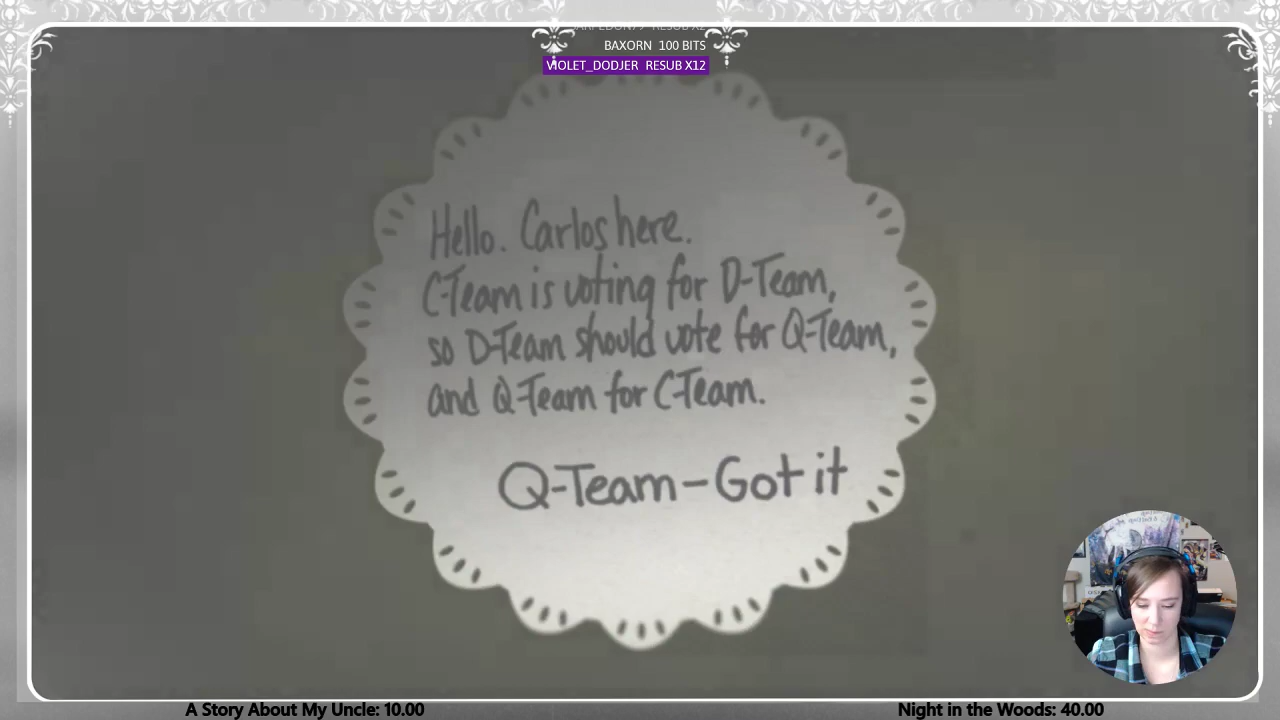 BAXORN 100 BITS
VIOLET_DODJER RESUB X12
Hello. Carlos here.
C-Team is voting for D-Team,
so D-Team should vote for Q-Team,
and Q-Team for C-Team.
Q-Team-Got it
A Story About My Uncle: 10.00
Night in the Woods: 40.00